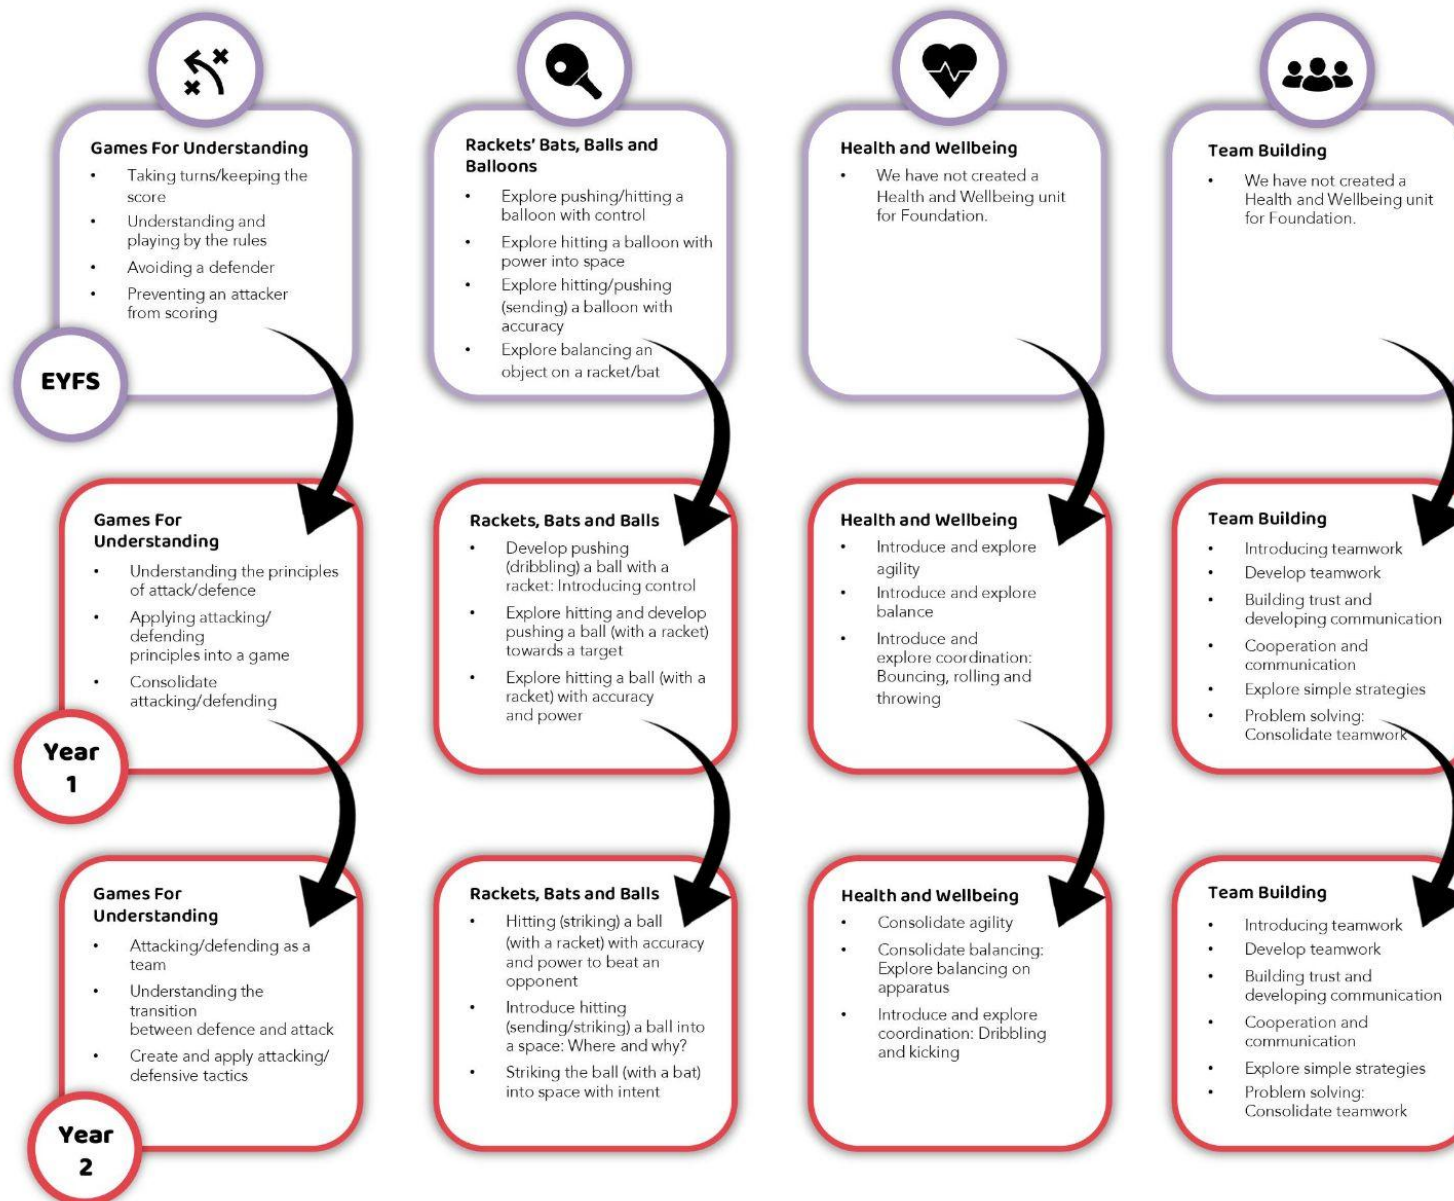 Games For Understanding
• Taking turns/keeping the
score
• Understanding and
playing by the rules
• Avoiding a defender
• Preventing an attacker
from scoring
EYFS
Rackets' Bats, Balls and
Balloons
• Explore pushing/hitting a
balloon with control
• Explore hitting a balloon with
power into space
• Explore hitting/pushing
(sending) a balloon with
accuracy
• Explore balancing an
object on a racket/bat
Health and Wellbeing
• We have not created a
Health and Wellbeing unit
for Foundation.
Team Building
• We have not created a
Health and Wellbeing unit
for Foundation.
Games For
Understanding
• Understanding the principles
of attack/defence
• Applying attacking/
defending
principles into a game
• Consolidate
attacking/defending
Year
1
Rackets, Bats and Balls
• Develop pushing
(dribbling) a ball with a
racket: Introducing control
• Explore hitting and develop
pushing a ball (with a racket)
towards a target
• Explore hitting a ball (with a
racket) with accuracy
and power
Health and Wellbeing
• Introduce and explore
agility
• Introduce and explore
balance
• Introduce and
explore coordination:
Bouncing, rolling and
throwing
Team Building
• Introducing teamwork
• Develop teamwork
• Building trust and
developing communication
• Cooperation and
communication
• Explore simple strategies
• Problem solving:
Consolidate teamwork
Games For
Understanding
• Attacking/defending as a
team
• Understanding the
transition
between defence and attack
• Create and apply attacking/
defensive tactics
Year
2
Rackets, Bats and Balls
• Hitting (striking) a ball
(with a racket) with accuracy
and power to beat an
opponent
• Introduce hitting
(sending/striking) a ball into
a space: Where and why?
• Striking the ball (with a bat)
into space with intent
Health and Wellbeing
• Consolidate agility
• Consolidate balancing:
Explore balancing on
apparatus
• Introduce and explore
coordination: Dribbling
and kicking
Team Building
• Introducing teamwork
• Develop teamwork
• Building trust and
developing communication
• Cooperation and
communication
• Explore simple strategies
• Problem solving:
Consolidate teamwork